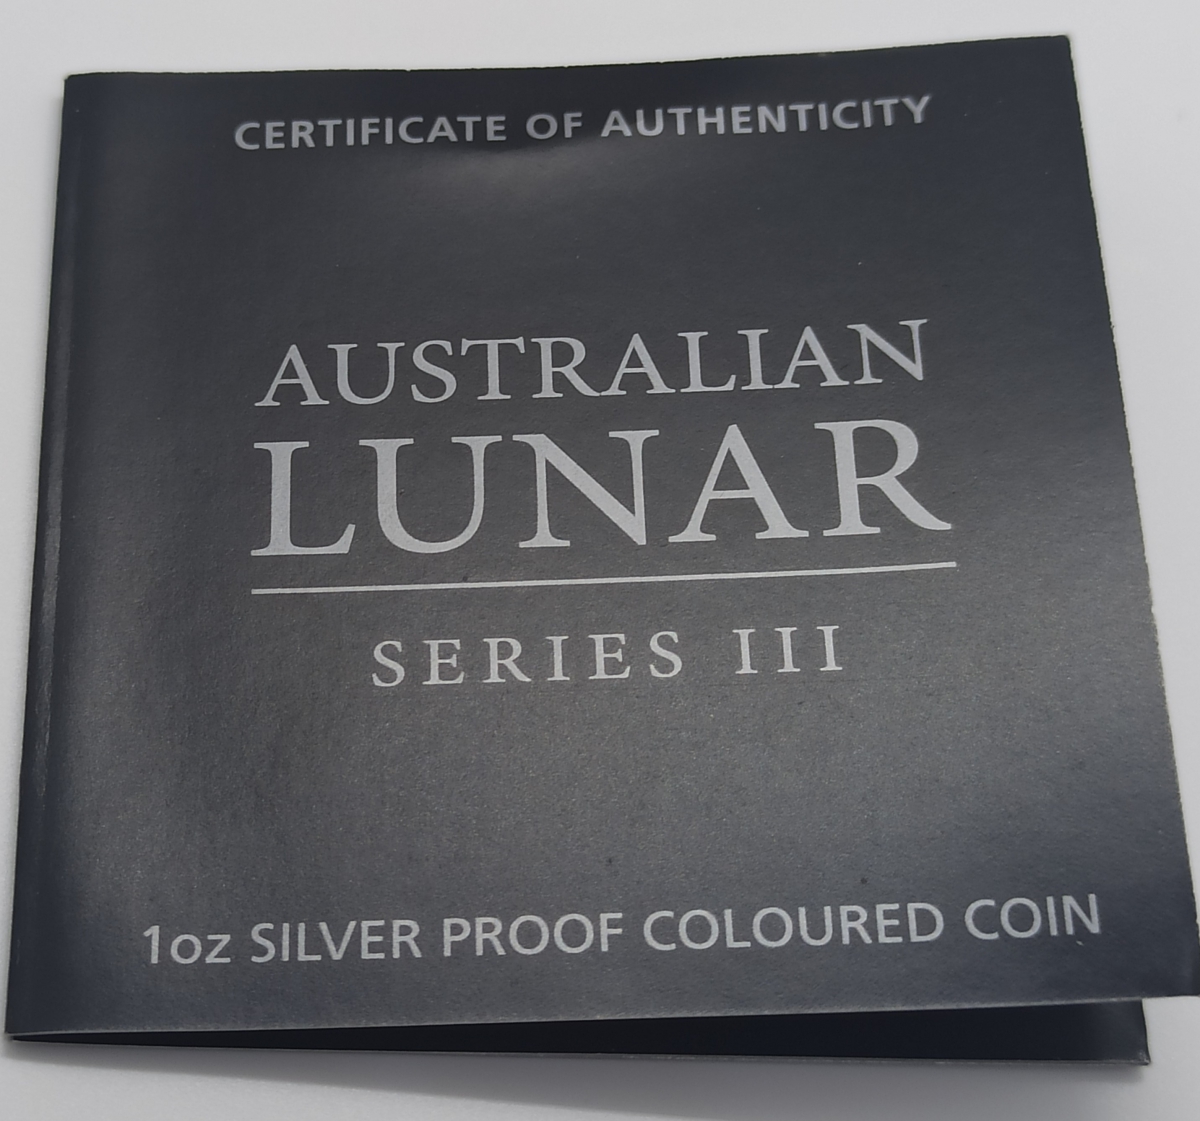 CERTIFICATE OF AUTHENTICITY
AUSTRALIAN
LUNAR
SERIES III
1oz SILVER PROOF COLOURED COIN